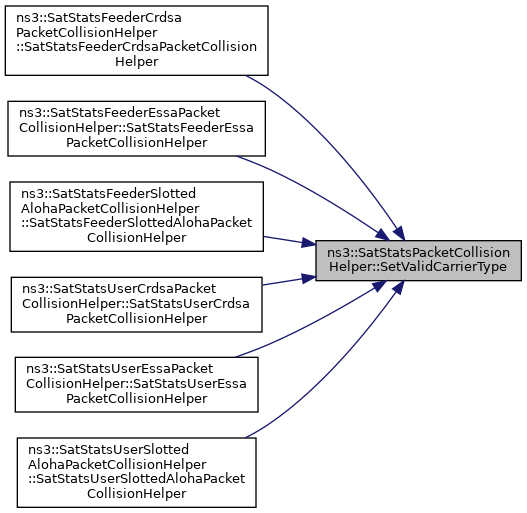 ns3::SatStatsFeederCrdsa
PacketCollisionHelper
::SatStatsFeederCrdsaPacketCollision
Helper
ns3::SatStatsFeederEssaPacket
CollisionHelper::SatStatsFeederEssa
PacketCollisionHelper
ns3::SatStatsFeederSlotted
AlohaPacketCollisionHelper
::SatStatsFeederSlottedAlohaPacket
CollisionHelper
ns3::SatStatsPacketCollision
Helper::SetValidCarrierType
ns3::SatStatsUserCrdsaPacket
CollisionHelper::SatStatsUserCrdsa
PacketCollisionHelper
ns3::SatStatsUserEssaPacket
CollisionHelper::SatStatsUserEssa
PacketCollisionHelper
ns3::SatStatsUserSlotted
AlohaPacketCollisionHelper
::SatStatsUserSlottedAlohaPacket
CollisionHelper